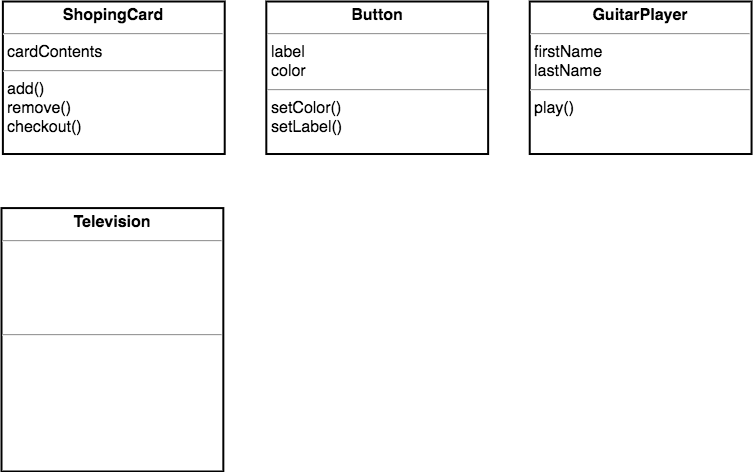 ShopingCard
cardContents
add()
remove()
checkout()
Button
label
color
setColor()
setLabel()
GuitarPlayer
firstName
lastName
play()
Television